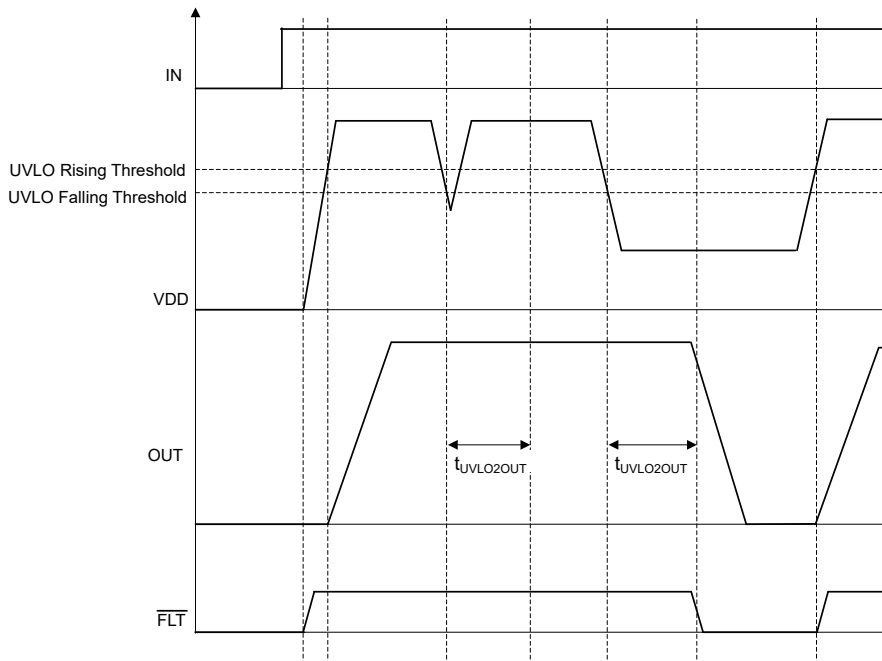 IN
UVLO Rising Threshold
UVLO Falling Threshold
VDD
OUT
tUVLO2OUT
tUVLO2OUT
FLT